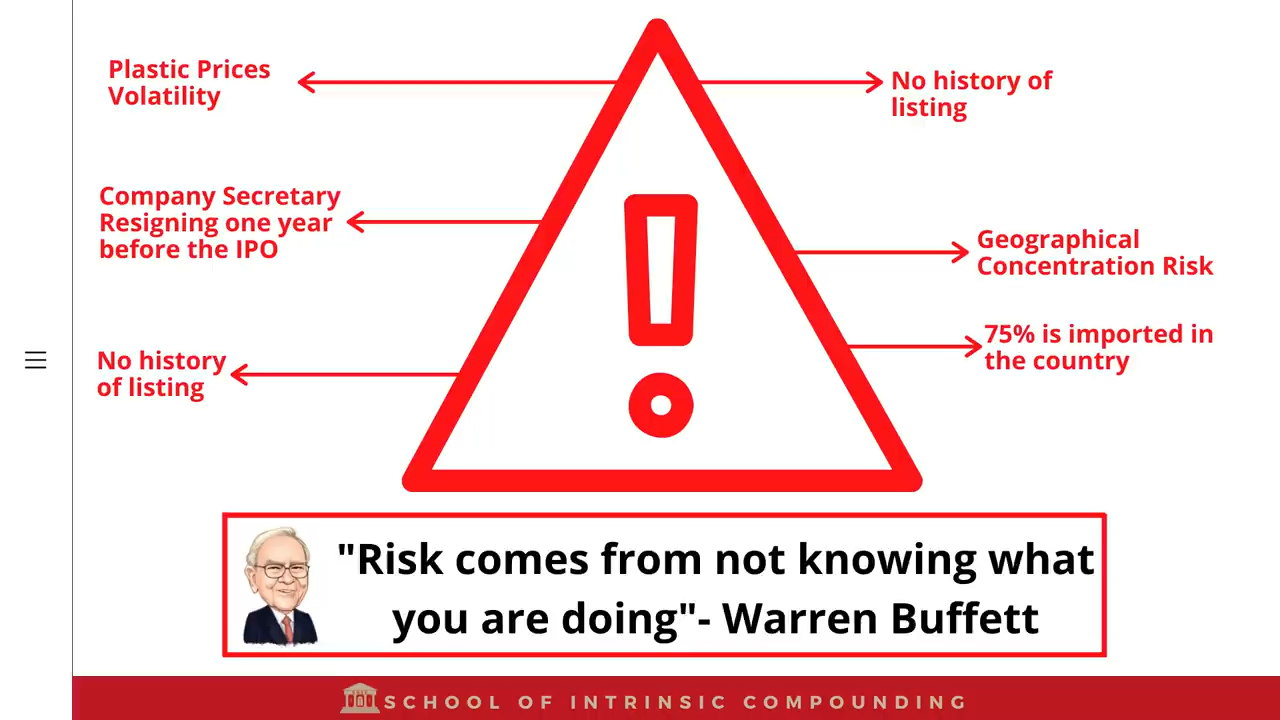 Plastic Prices
Volatility
No history of
listing
Company Secretary
Resigning one year
before the IPO
Geographical
Concentration Risk
75% is imported in
the country
No history
of listing
"Risk comes from not knowing what
you are doing"- Warren Buffett
SCHOOL OF INTRINSIC COMPOUNDING